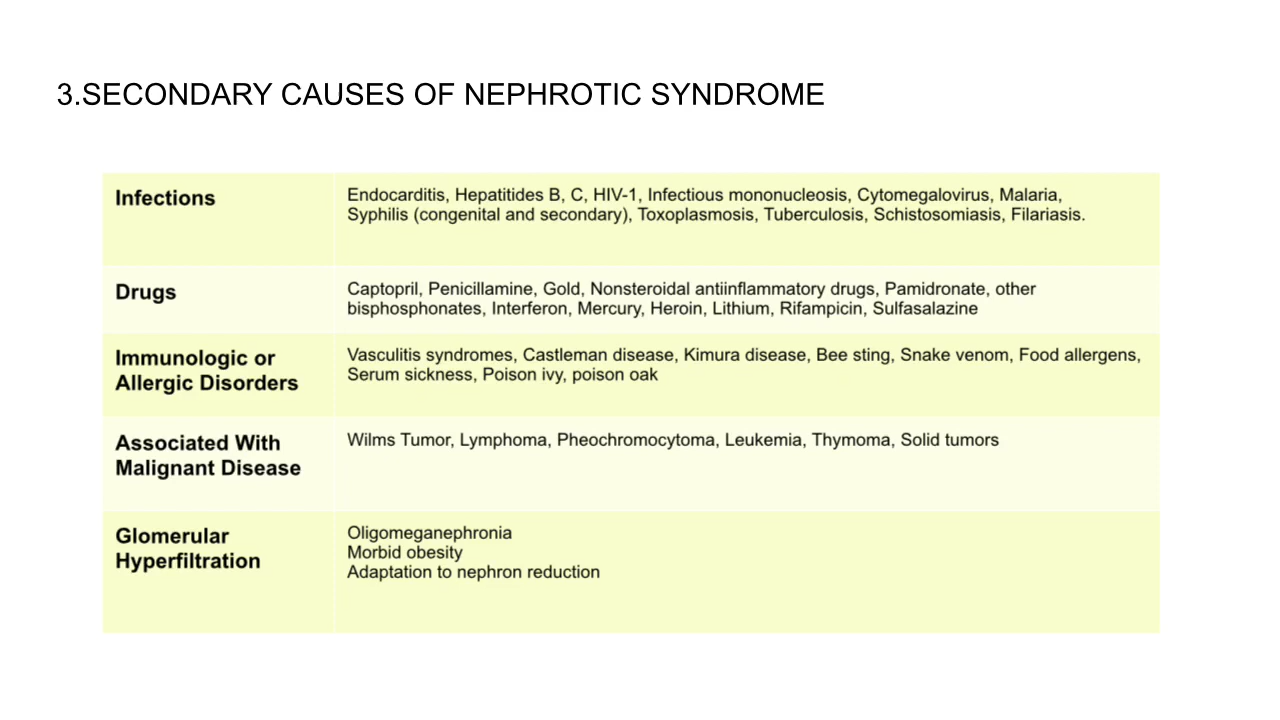 3.SECONDARY CAUSES OF NEPHROTIC SYNDROME
Infections
Endocarditis, Hepatitides B, C, HIV-1, Infectious mononucleosis, Cytomegalovirus, Malaria,
Syphilis (congenital and secondary), Toxoplasmosis, Tuberculosis, Schistosomiasis, Filariasis.
Drugs
Captopril, Penicillamine, Gold, Nonsteroidal antiinflammatory drugs, Pamidronate, other
bisphosphonates, Interferon, Mercury, Heroin, Lithium, Rifampicin, Sulfasalazine
Immunologic or
Allergic Disorders
Vasculitis syndromes, Castleman disease, Kimura disease, Bee sting, Snake venom, Food allergens,
Serum sickness, Poison ivy, poison oak
Associated With
Malignant Disease
Wilms Tumor, Lymphoma, Pheochromocytoma, Leukemia, Thymoma, Solid tumors
Glomerular
Hyperfiltration
Oligomeganephronia
Morbid obesity
Adaptation to nephron reduction